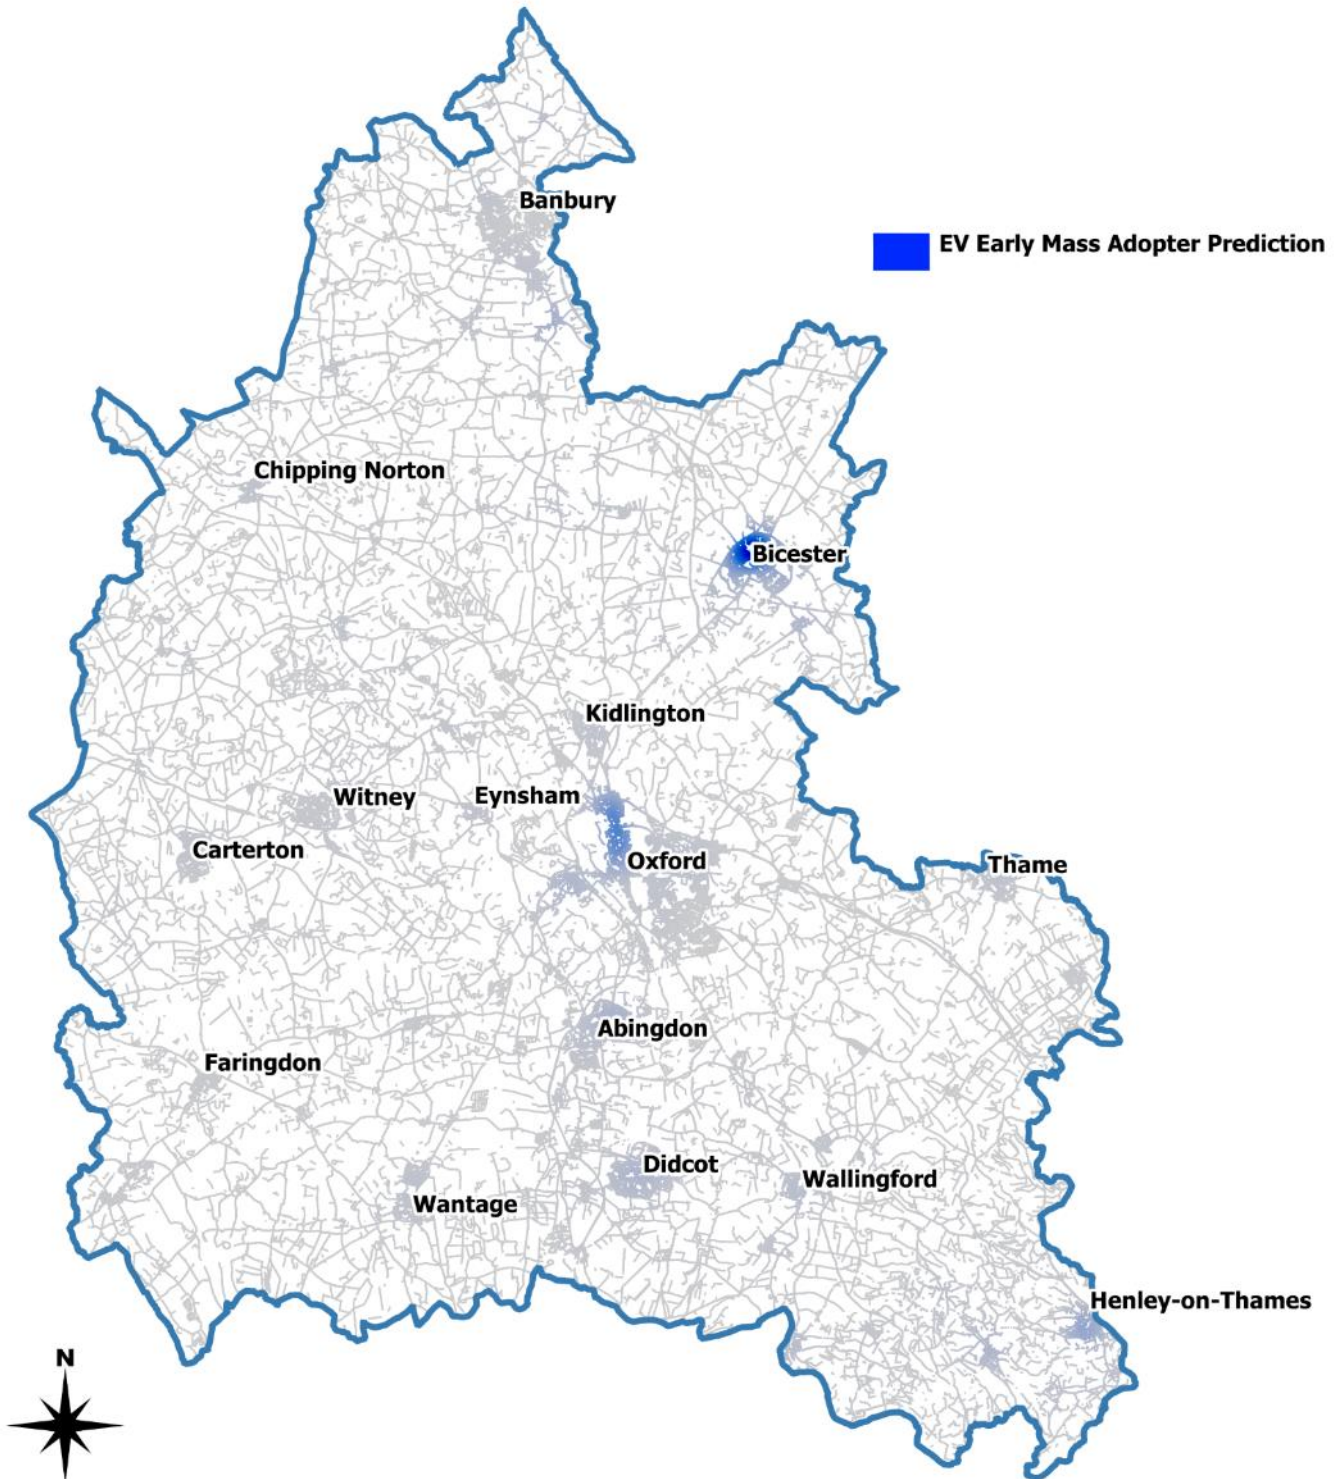 Banbury
EV Early Mass Adopter Prediction
Chipping Norton
Bicester
Kidlington
Witney
Eynsham
Carterton
Oxford
Thame
Abingdon
Faringdon
Didcot
Wallingford
Wantage
Henley-on-Thames
N